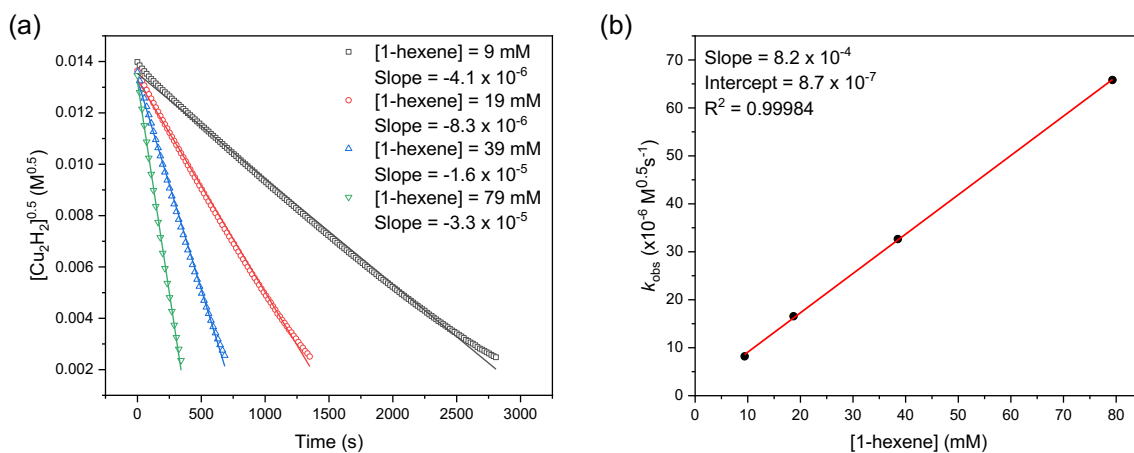 (a)
[1-hexene] = 9 mM
Slope = -4.1 x 10⁻⁶
[1-hexene] = 19 mM
Slope = -8.3 x 10⁻⁶
[1-hexene] = 39 mM
Slope = -1.6 x 10⁻⁵
[1-hexene] = 79 mM
Slope = -3.3 x 10⁻⁵
0.014
0.012
0.010
0.008
0.006
0.004
0.002
[Cu₂H₂]⁰·⁵ (M⁰·⁵)
0 500 1000 1500 2000 2500 3000
Time (s)
(b)
Slope = 8.2 x 10⁻⁴
Intercept = 8.7 x 10⁻⁷
R² = 0.99984
70
60
50
40
30
20
10
0
k_obs (x10⁻⁶ M⁰·⁵s⁻¹)
0 10 20 30 40 50 60 70 80
[1-hexene] (mM)